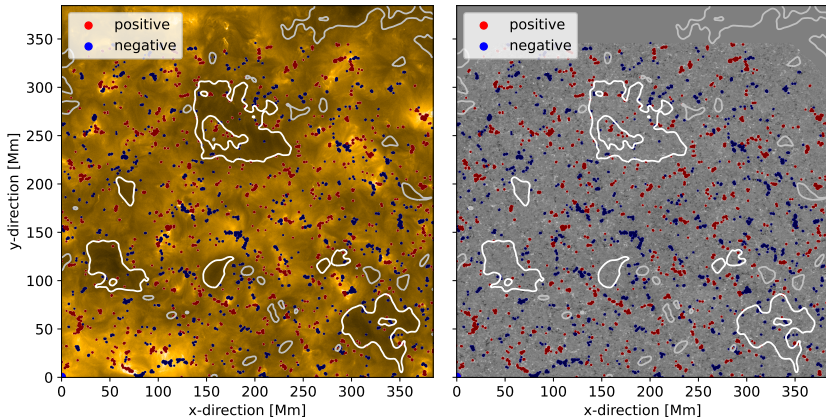 positive
negative
350
300
250
200
150
100
50
0
y-direction [Mm]
0 50 100 150 200 250 300 350
x-direction [Mm]
positive
negative
0 50 100 150 200 250 300 350
x-direction [Mm]